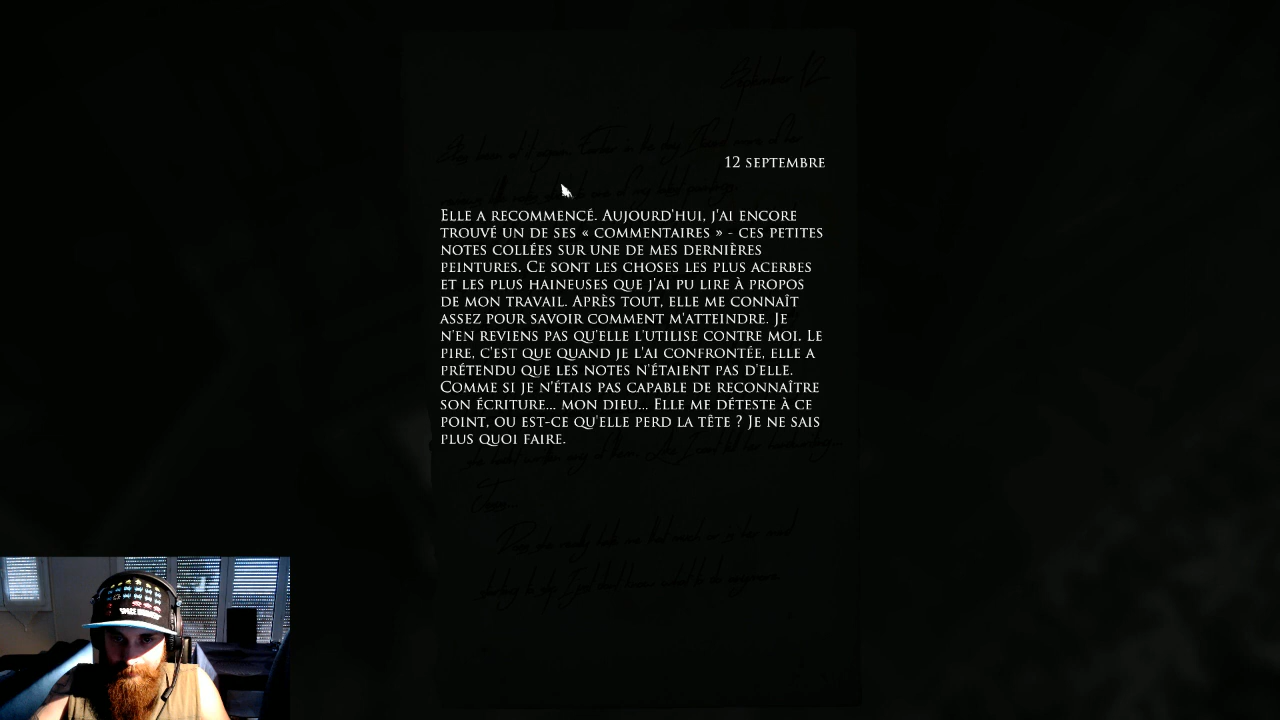 September 12
12 SEPTEMBRE
ELLE A RECOMMENCÉ. AUJOURD'HUI, J'AI ENCORE
TROUVÉ UN DE SES « COMMENTAIRES » - CES PETITES
NOTES COLLÉES SUR UNE DE MES DERNIÈRES
PEINTURES. CE SONT LES CHOSES LES PLUS ACERBES
ET LES PLUS HAINEUSES QUE J'AI PU LIRE À PROPOS
DE MON TRAVAIL. APRÈS TOUT, ELLE ME CONNAÎT
ASSEZ POUR SAVOIR COMMENT M'ATTEINDRE. JE
N'EN REVIENS PAS QU'ELLE L'UTILISE CONTRE MOI. LE
PIRE, C'EST QUE QUAND JE L'AI CONFRONTÉE, ELLE A
PRÉTENDU QUE LES NOTES N'ÉTAIENT PAS D'ELLE.
COMME SI JE N'ÉTAIS PAS CAPABLE DE RECONNAÎTRE
SON ÉCRITURE... MON DIEU... ELLE ME DÉTESTE À CE
POINT, OU EST-CE QU'ELLE PERD LA TÊTE ? JE NE SAIS
PLUS QUOI FAIRE.